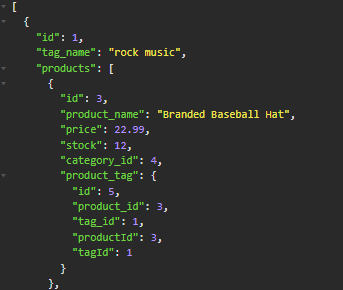 [
{
"id": 1,
"tag_name": "rock music",
"products": [
{
"id": 3,
"product_name": "Branded Baseball Hat",
"price": 22.99,
"stock": 12,
"category_id": 4,
"product_tag": {
"id": 5,
"product_id": 3,
"tag_id": 1,
"productId": 3,
"tagId": 1
}
},